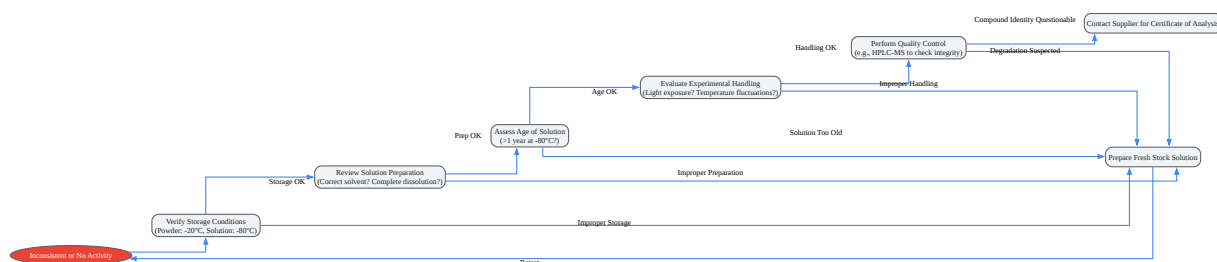 Compound Identity Questionable
Contact Supplier for Certificate of Analysis
Handling OK
Perform Quality Control
(e.g., HPLC-MS to check integrity)
Degradation Suspected
Evaluate Experimental Handling
(Light exposure? Temperature fluctuations?)
Improper Handling
Age OK
Prep OK
Assess Age of Solution
(>1 year at -80°C?)
Solution Too Old
Prepare Fresh Stock Solution
Review Solution Preparation
(Correct solvent? Complete dissolution?)
Improper Preparation
Storage OK
Verify Storage Conditions
(Powder: -20°C, Solution: -80°C)
Improper Storage
Inconsistent or No Activity